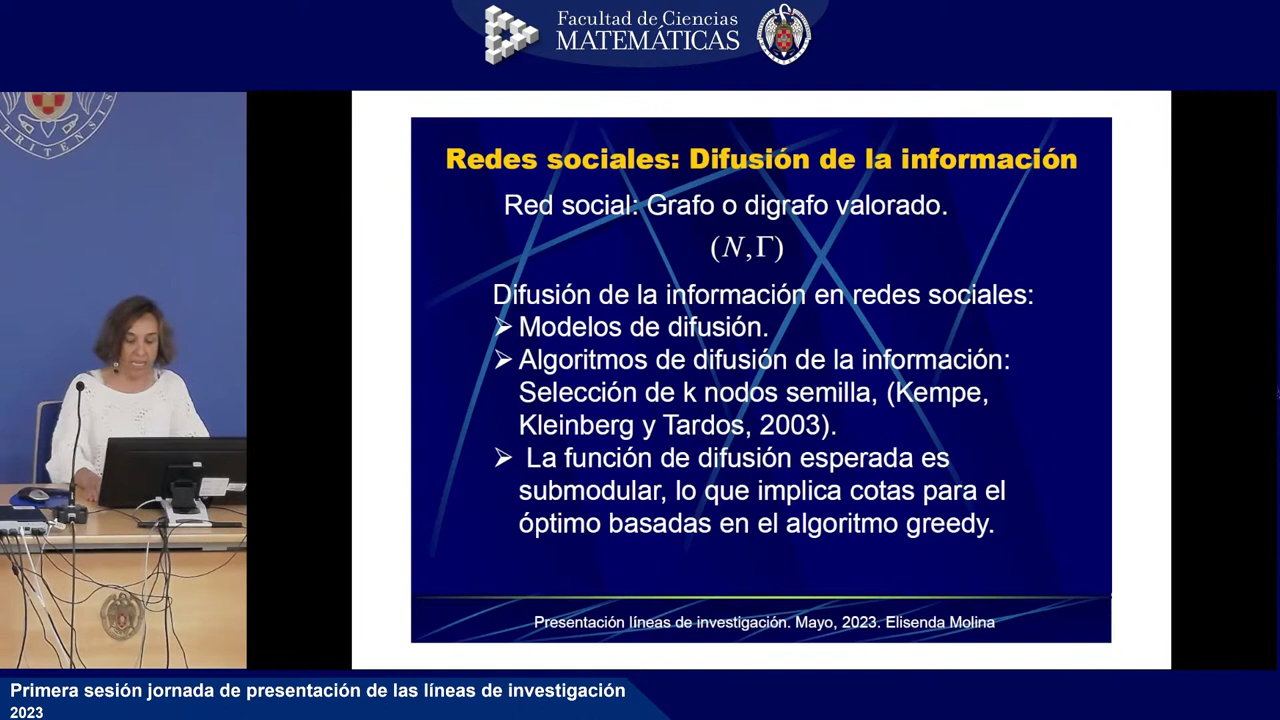 Facultad de Ciencias
MATEMÁTICAS
TRITENSIS
Redes sociales: Difusión de la información
Red social: Grafo o digrafo valorado.
(N,Γ)
Difusión de la información en redes sociales:
➢ Modelos de difusión.
➢ Algoritmos de difusión de la información:
Selección de k nodos semilla, (Kempe,
Kleinberg y Tardos, 2003).
➢ La función de difusión esperada es
submodular, lo que implica cotas para el
óptimo basadas en el algoritmo greedy.
Presentación líneas de investigación. Mayo, 2023. Elisenda Molina
Primera sesión jornada de presentación de las líneas de investigación
2023